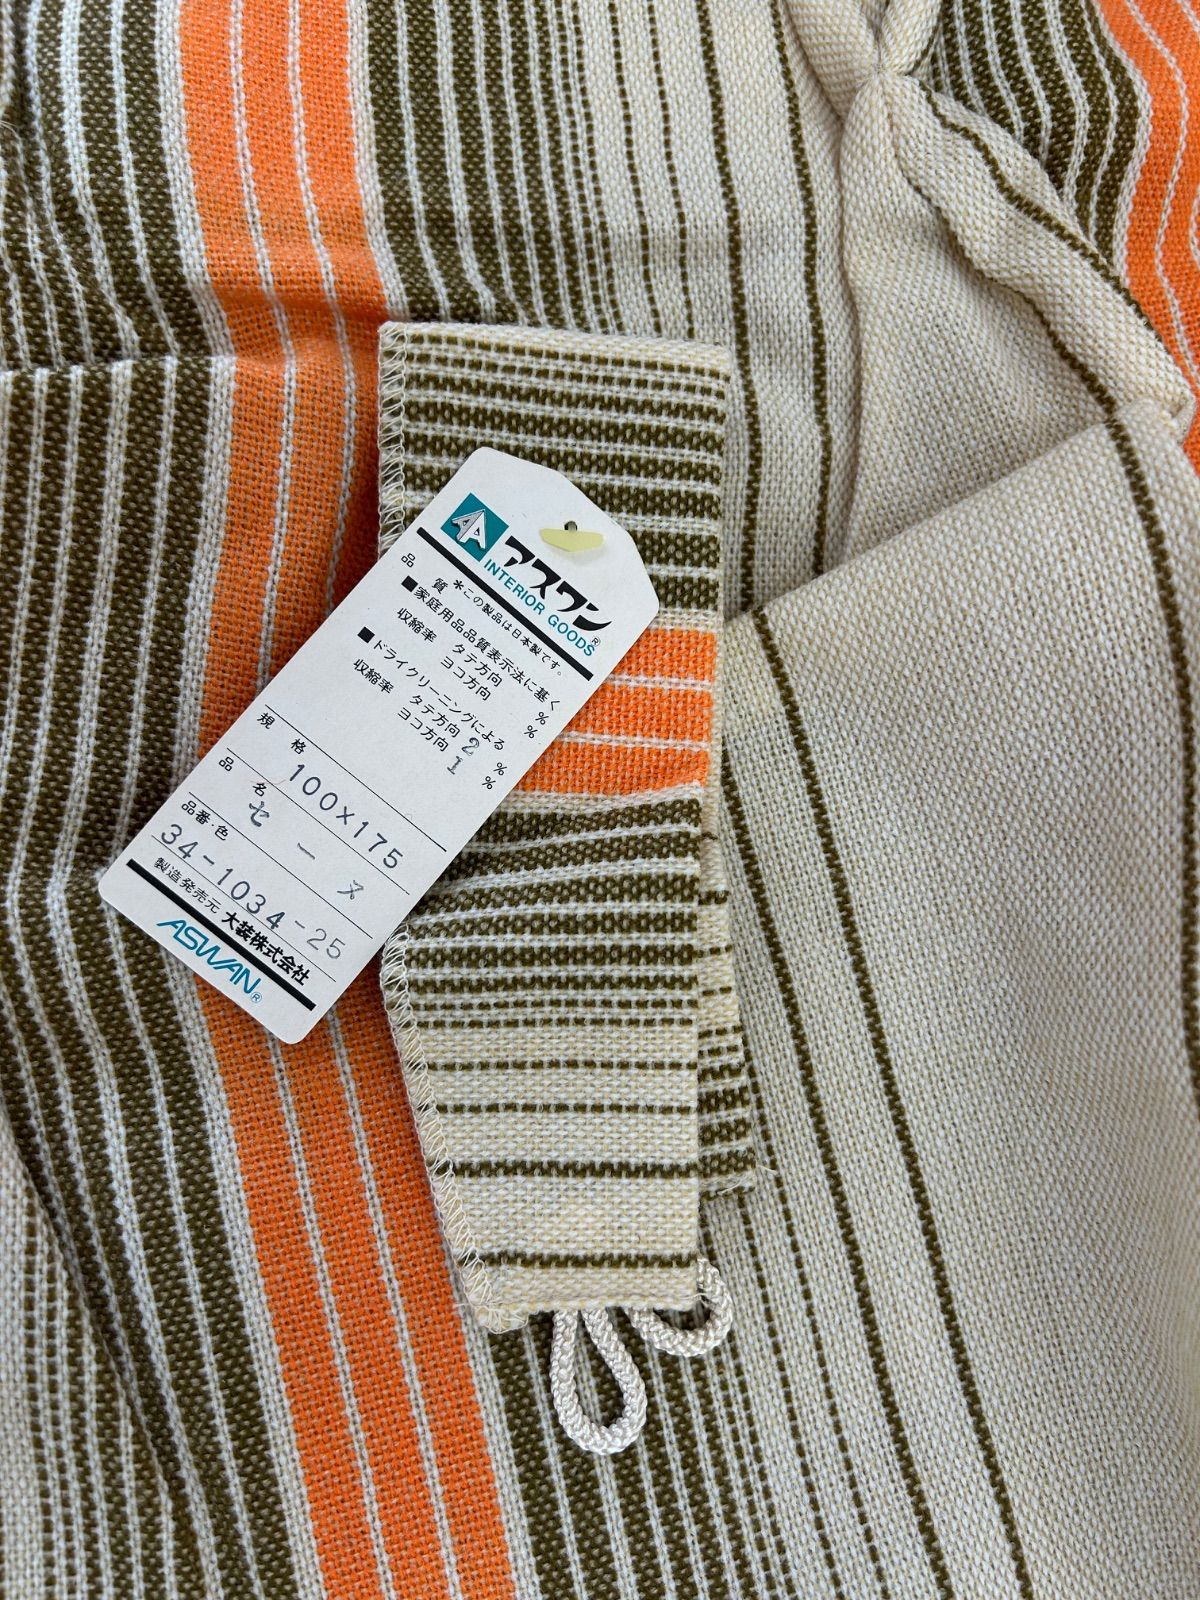 アスワン®
INTERIOR GOODS
品 質 *この製品は日本製です。
■家庭用品品質表示法に基く
収縮率 タテ方向 %
ヨコ方向 %
■ドライクリーニングによる
収縮率 タテ方向 2 %
ヨコ方向 1 %
規 格 100×175
品 名 セーヌ
品番・色 34-1034-25
製造発売元 大装株式会社
ASWAN®